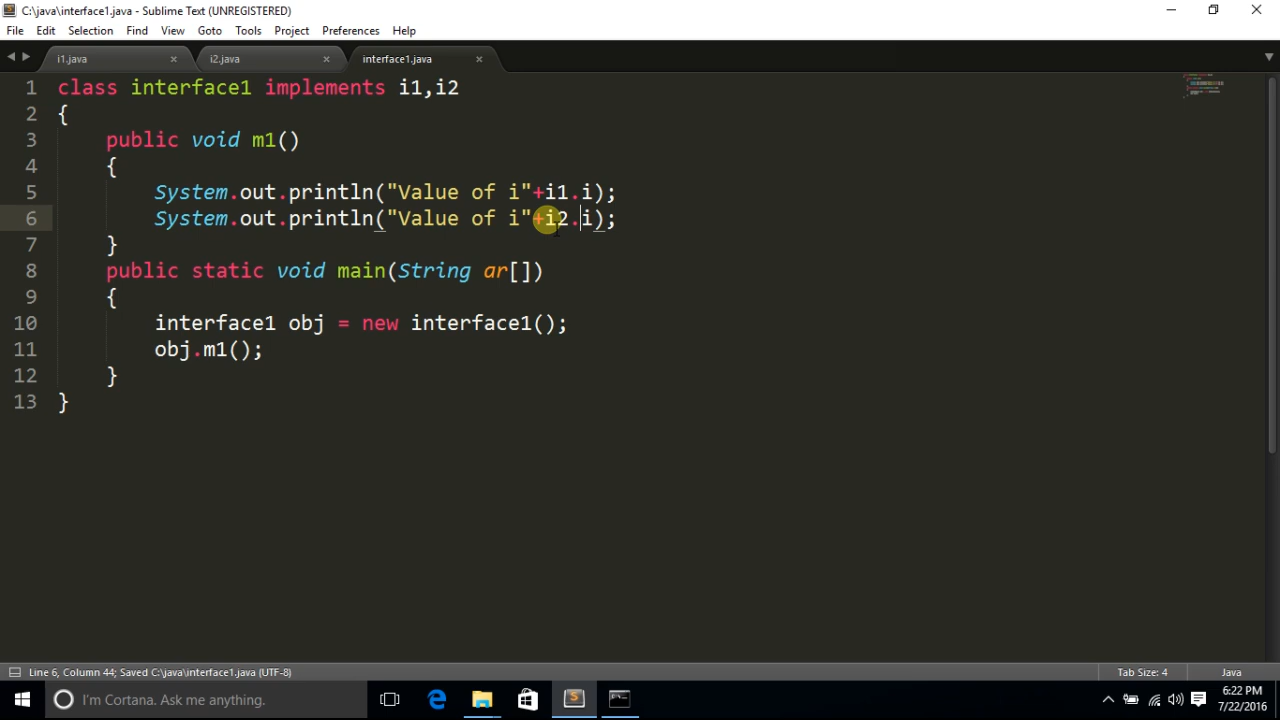 C:\java\interface1.java - Sublime Text (UNREGISTERED)
File Edit Selection Find View Goto Tools Project Preferences Help
i1.java i2.java interface1.java
1 class interface1 implements i1,i2
2 {
3 public void m1()
4 {
5 System.out.println("Value of i"+i1.i);
6 System.out.println("Value of i"+i2.i);
7 }
8 public static void main(String ar[])
9 {
10 interface1 obj = new interface1();
11 obj.m1();
12 }
13 }
Line 6, Column 44; Saved C:\java\interface1.java (UTF-8) Tab Size: 4 Java
I'm Cortana. Ask me anything. 6:22 PM
7/22/2016